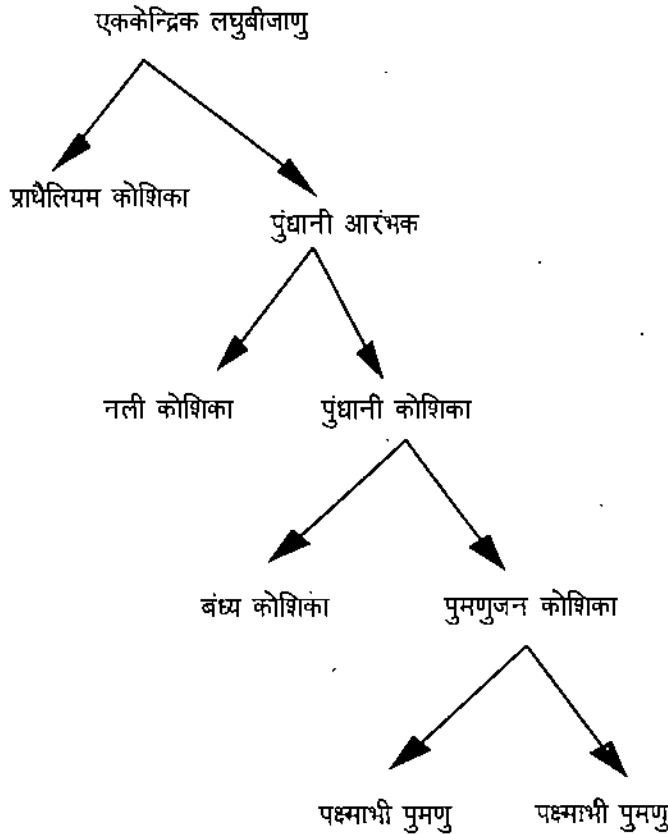 एककेन्द्रिक लघुबीजाणु
प्राथैलियम कोशिका
पुंधानी आरंभक
नली कोशिका पुंधानी कोशिका
बंध्य कोशिका पुमणुजन कोशिका
पक्ष्माभी पुमणु पक्ष्माभी पुमणु